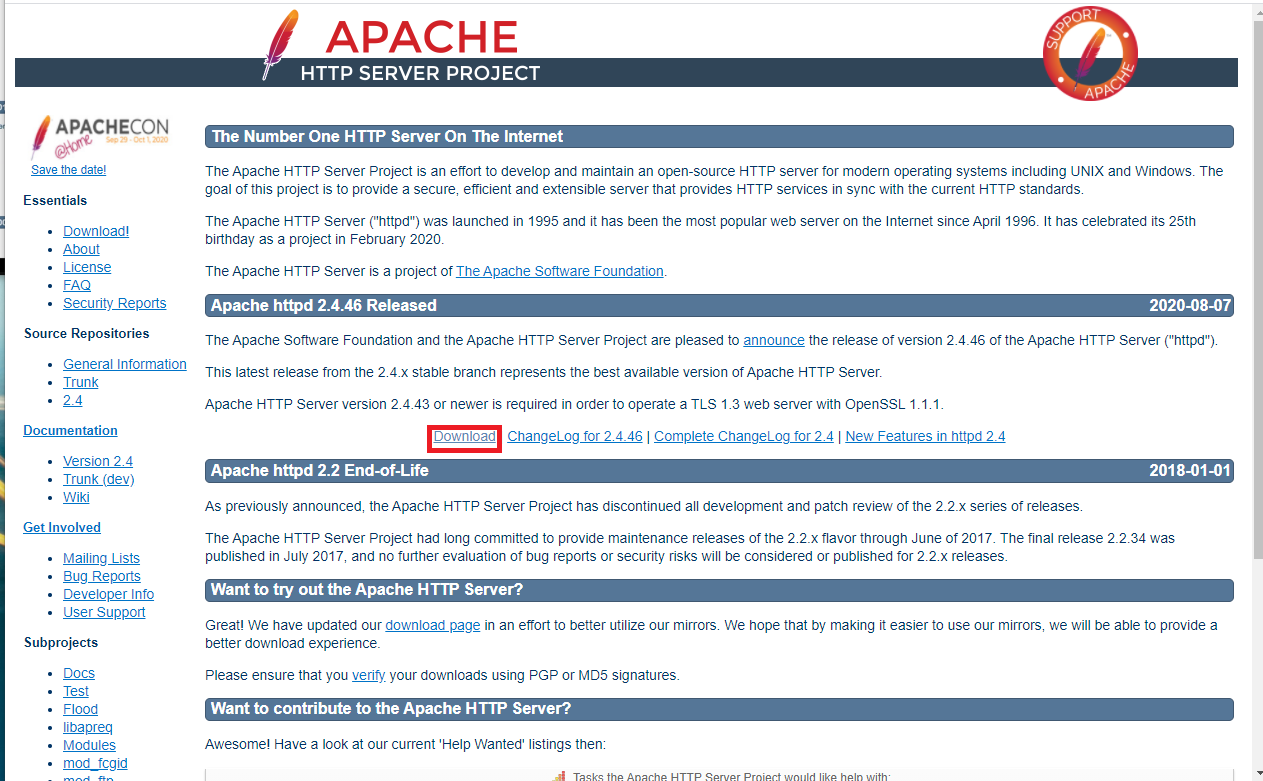 APACHE
HTTP SERVER PROJECT
SUPPORT
APACHE
APACHECON
@Home
Sep 29 - Oct 1, 2020
Save the date!
Essentials
Download!
About
License
FAQ
Security Reports
Source Repositories
General Information
Trunk
2.4
Documentation
Version 2.4
Trunk (dev)
Wiki
Get Involved
Mailing Lists
Bug Reports
Developer Info
User Support
Subprojects
Docs
Test
Flood
libapreq
Modules
mod_fcgid
mod_ftp
The Number One HTTP Server On The Internet
The Apache HTTP Server Project is an effort to develop and maintain an open-source HTTP server for modern operating systems including UNIX and Windows. The
goal of this project is to provide a secure, efficient and extensible server that provides HTTP services in sync with the current HTTP standards.
The Apache HTTP Server ("httpd") was launched in 1995 and it has been the most popular web server on the Internet since April 1996. It has celebrated its 25th
birthday as a project in February 2020.
The Apache HTTP Server is a project of The Apache Software Foundation.
Apache httpd 2.4.46 Released 2020-08-07
The Apache Software Foundation and the Apache HTTP Server Project are pleased to announce the release of version 2.4.46 of the Apache HTTP Server ("httpd").
This latest release from the 2.4.x stable branch represents the best available version of Apache HTTP Server.
Apache HTTP Server version 2.4.43 or newer is required in order to operate a TLS 1.3 web server with OpenSSL 1.1.1.
Download ChangeLog for 2.4.46 | Complete ChangeLog for 2.4 | New Features in httpd 2.4
Apache httpd 2.2 End-of-Life 2018-01-01
As previously announced, the Apache HTTP Server Project has discontinued all development and patch review of the 2.2.x series of releases.
The Apache HTTP Server Project had long committed to provide maintenance releases of the 2.2.x flavor through June of 2017. The final release 2.2.34 was
published in July 2017, and no further evaluation of bug reports or security risks will be considered or published for 2.2.x releases.
Want to try out the Apache HTTP Server?
Great! We have updated our download page in an effort to better utilize our mirrors. We hope that by making it easier to use our mirrors, we will be able to provide a
better download experience.
Please ensure that you verify your downloads using PGP or MD5 signatures.
Want to contribute to the Apache HTTP Server?
Awesome! Have a look at our current 'Help Wanted' listings then:
Tasks the Apache HTTP Server Project would like help with: